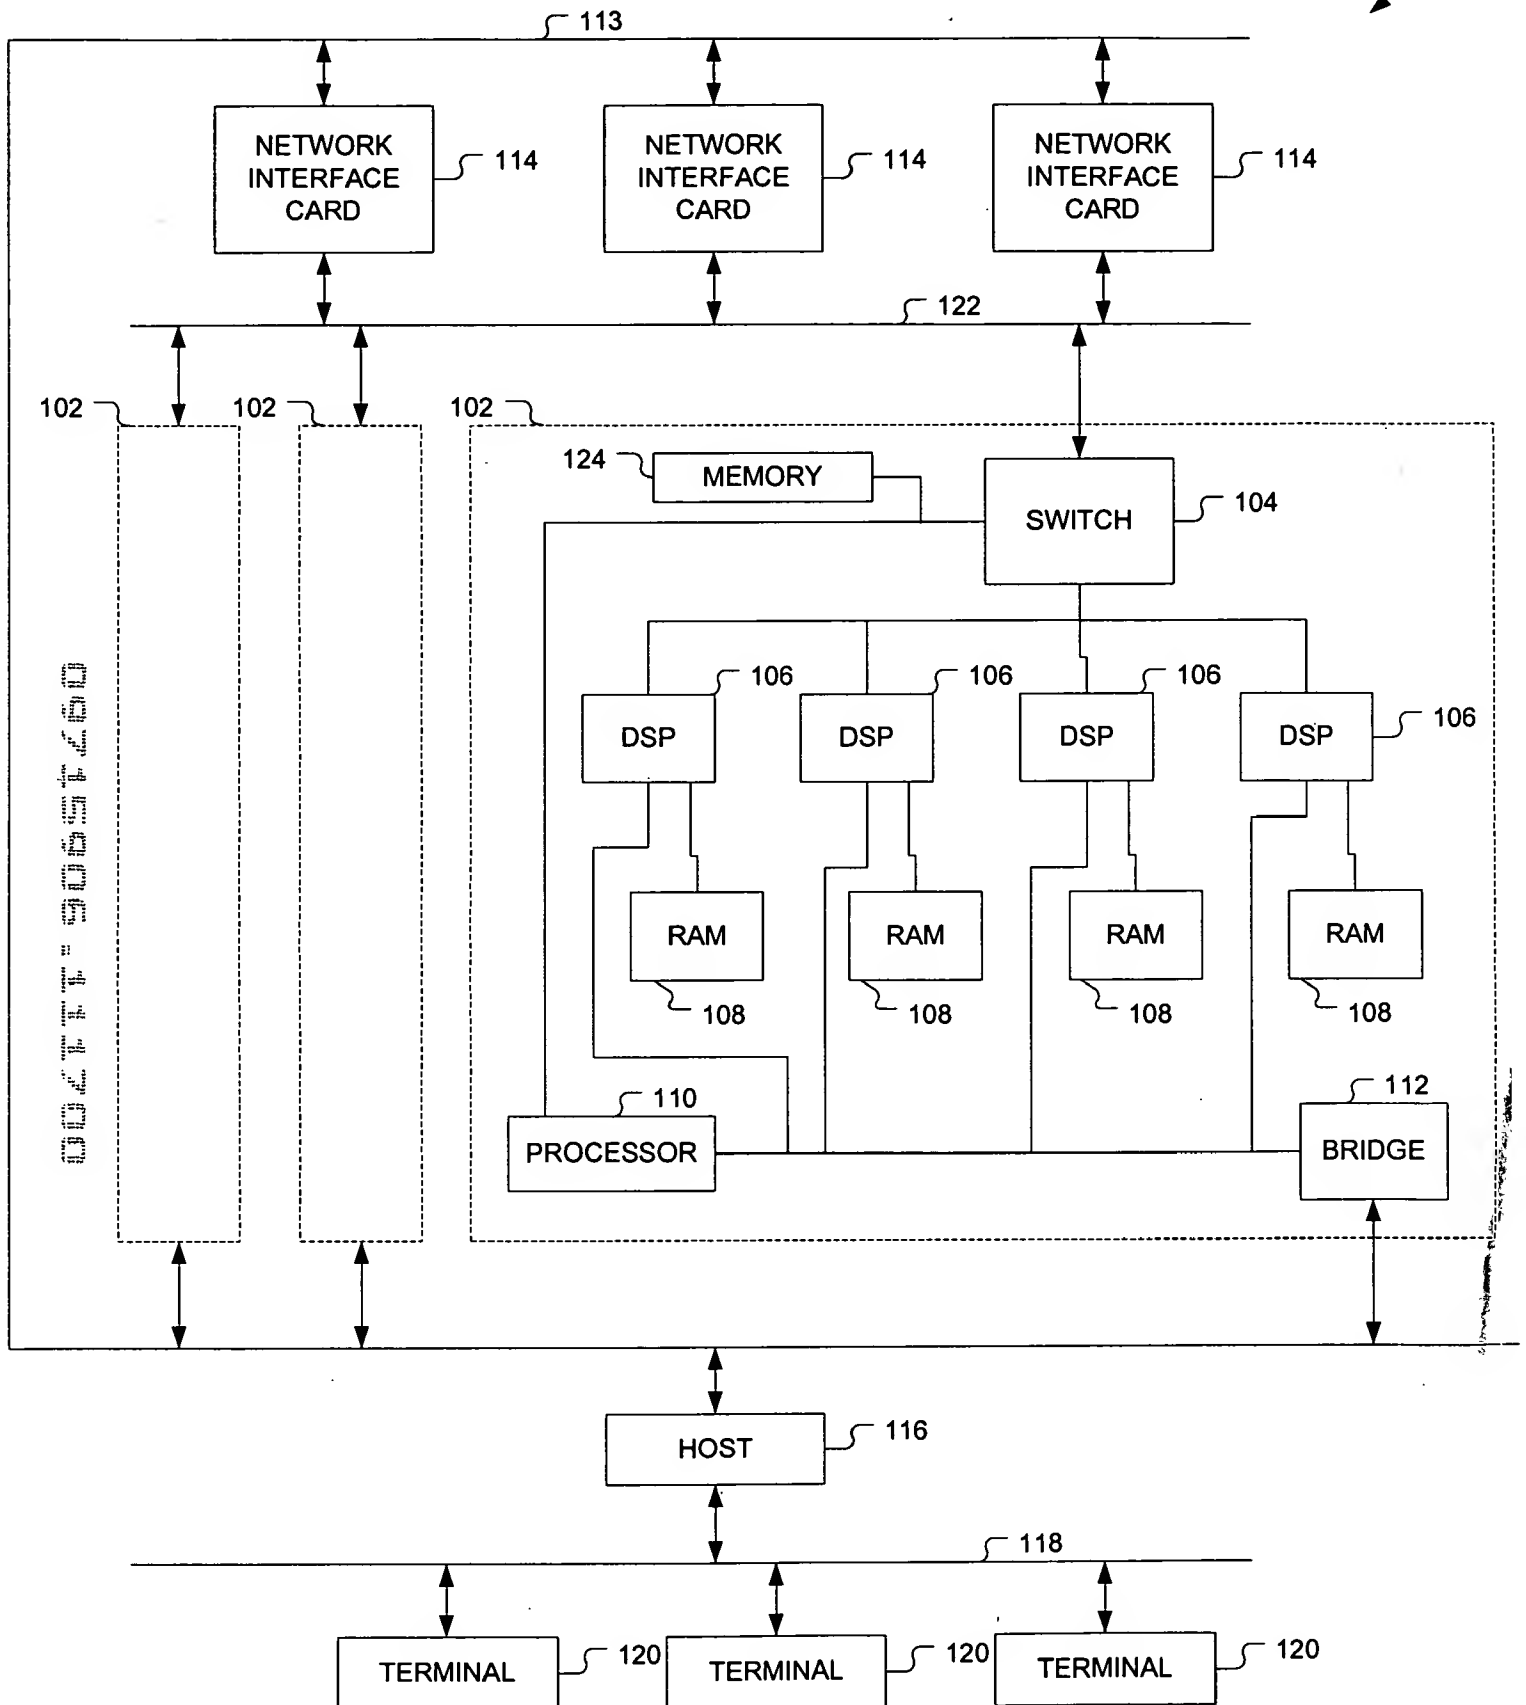 113
NETWORK
INTERFACE
CARD
114
NETWORK
INTERFACE
CARD
114
NETWORK
INTERFACE
CARD
114
122
102
102
102
124
MEMORY
SWITCH
104
106
106
106
DSP
DSP
DSP
DSP
106
RAM
RAM
RAM
RAM
108
108
108
108
110
112
PROCESSOR
BRIDGE
09715906.111700
HOST
116
118
TERMINAL
120
TERMINAL
120
TERMINAL
120